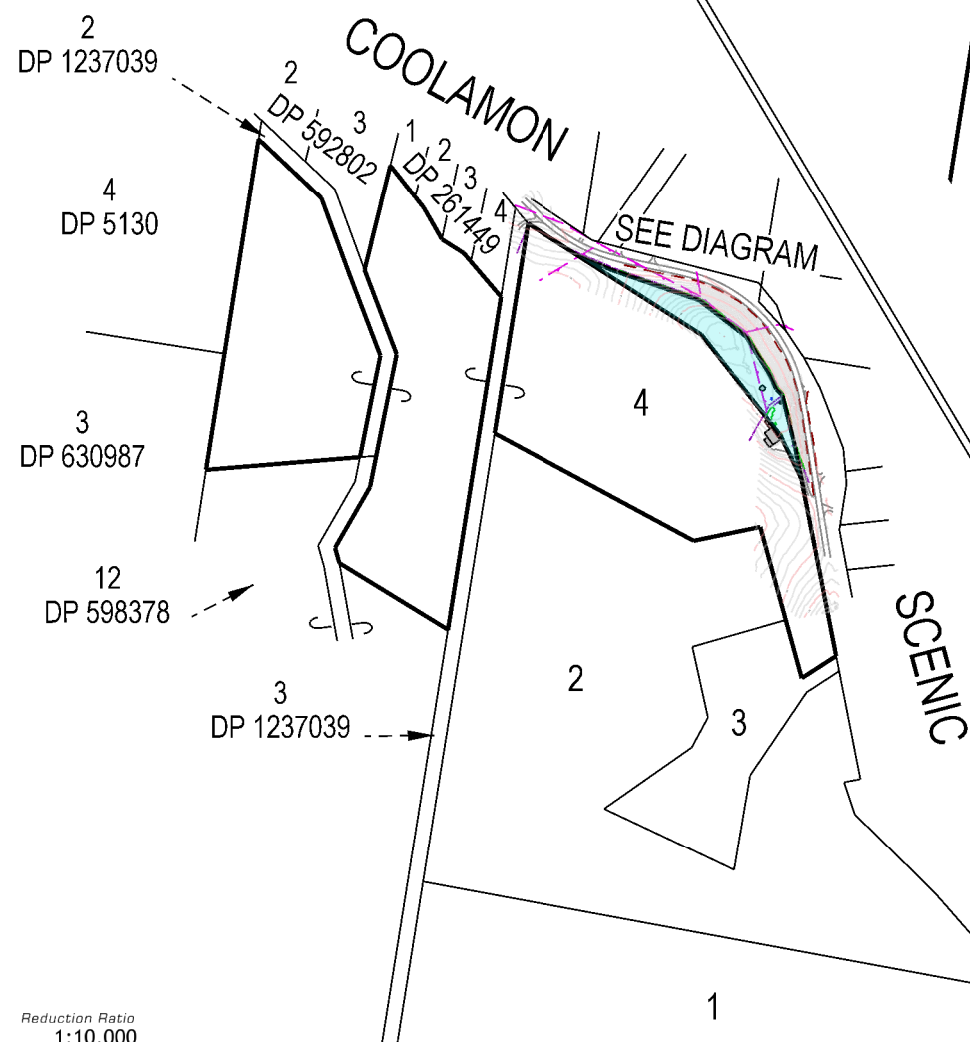 2
DP 1237039
COOLAMON
2
3
DP 592802
1
2
3
4
DP 261449
4
DP 5130
SEE DIAGRAM
4
3
DP 630987
12
DP 598378
SCENIC
3
DP 1237039
2
3
1
Reduction Ratio
1:10,000